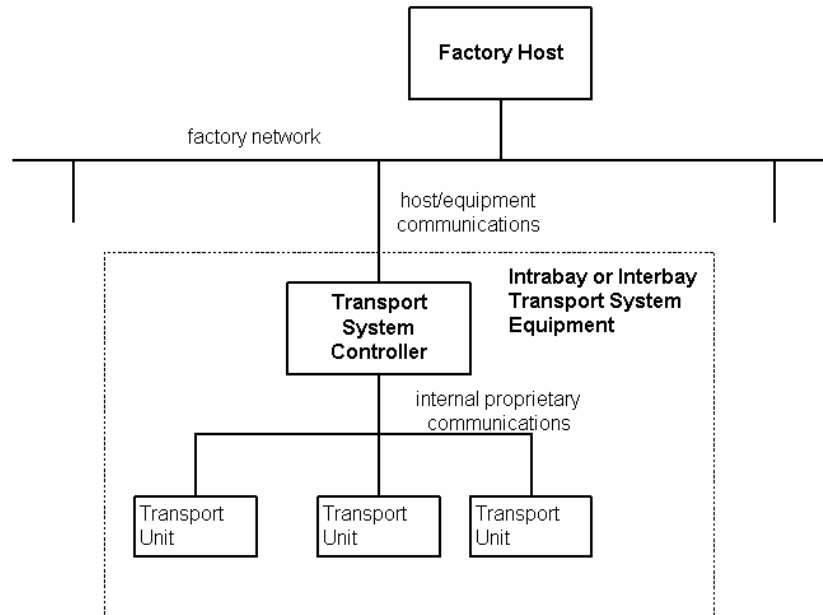 Factory Host
factory network
host/equipment
communications
Intrabay or Interbay
Transport System
Equipment
Transport
System
Controller
internal proprietary
communications
Transport
Unit
Transport
Unit
Transport
Unit